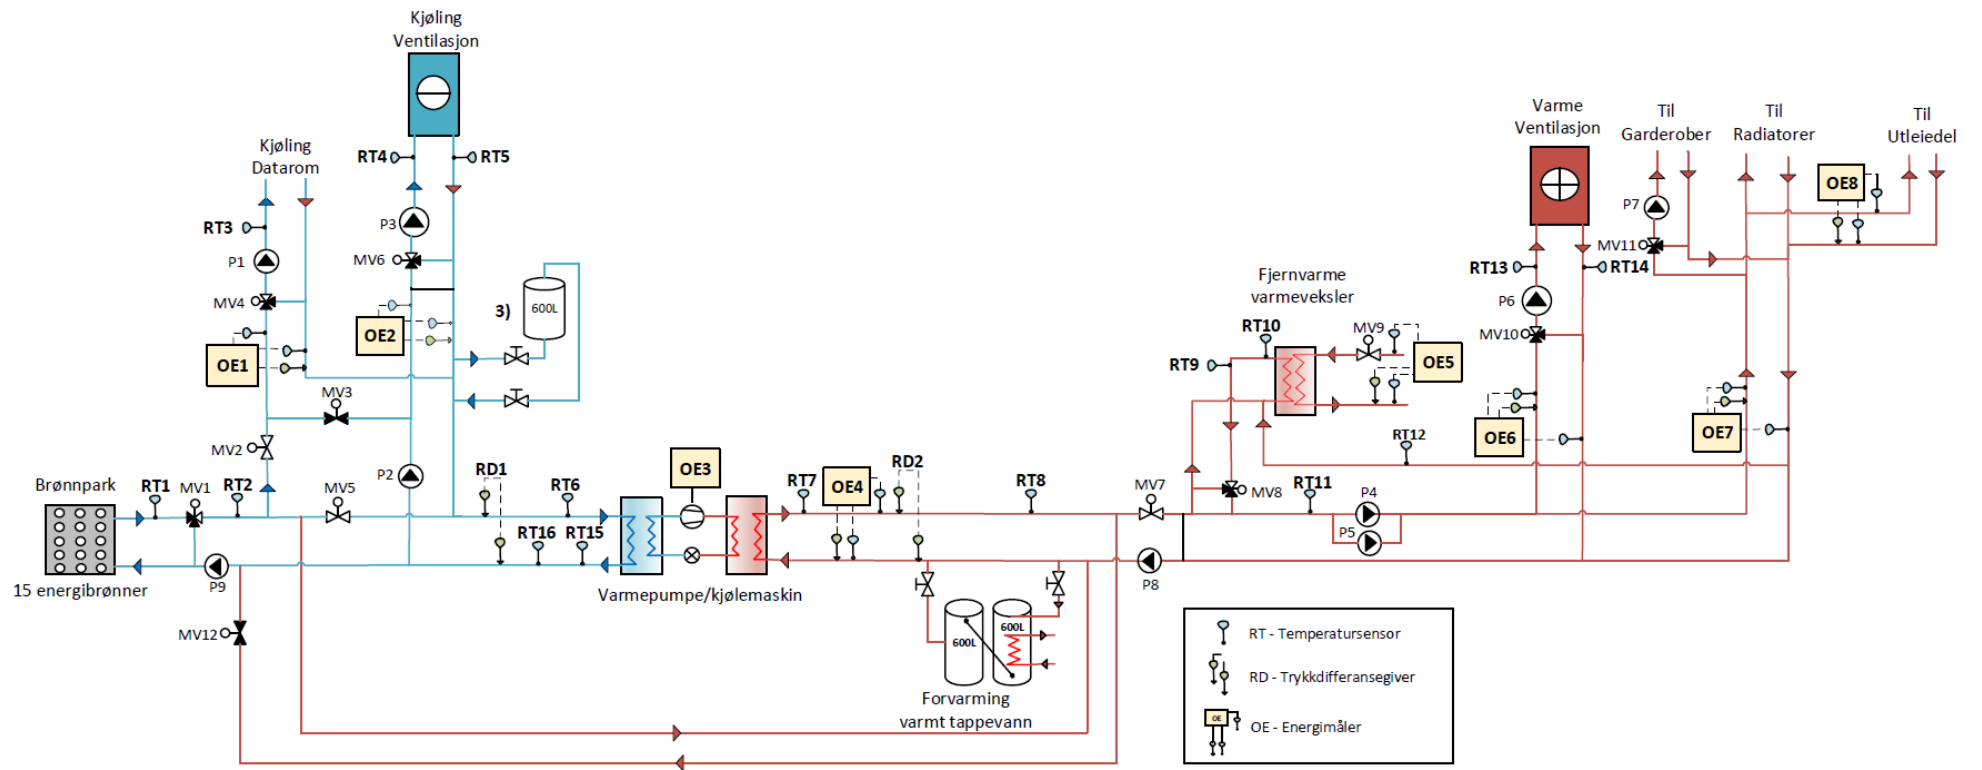 Kjøling
Ventilasjon
Kjøling
Datarom
RT4
RT5
RT3
P3
P1
MV6
MV4
OE1
OE2
3)
600L
MV3
MV2
P2
Brønnpark
RT1
MV1
RT2
MV5
RD1
RT6
OE3
RT16
RT15
15 energibrønner
P9
Varmepumpe/kjølemaskin
MV12
RT7
OE4
RD2
RT8
600L
600L
Forvarming
varmt tappevann
MV7
P8
Fjernvarme
varmeveksler
RT10
MV9
RT9
OE5
MV8
RT11
RT12
P4
P5
Varme
Ventilasjon
RT13
RT14
P6
MV10
OE6
Til
Garderober
P7
MV11
Til
Radiatorer
OE8
Til
Utleiedel
OE7
RT - Temperatursensor
RD - Trykkdifferansegiver
OE
OE - Energimåler